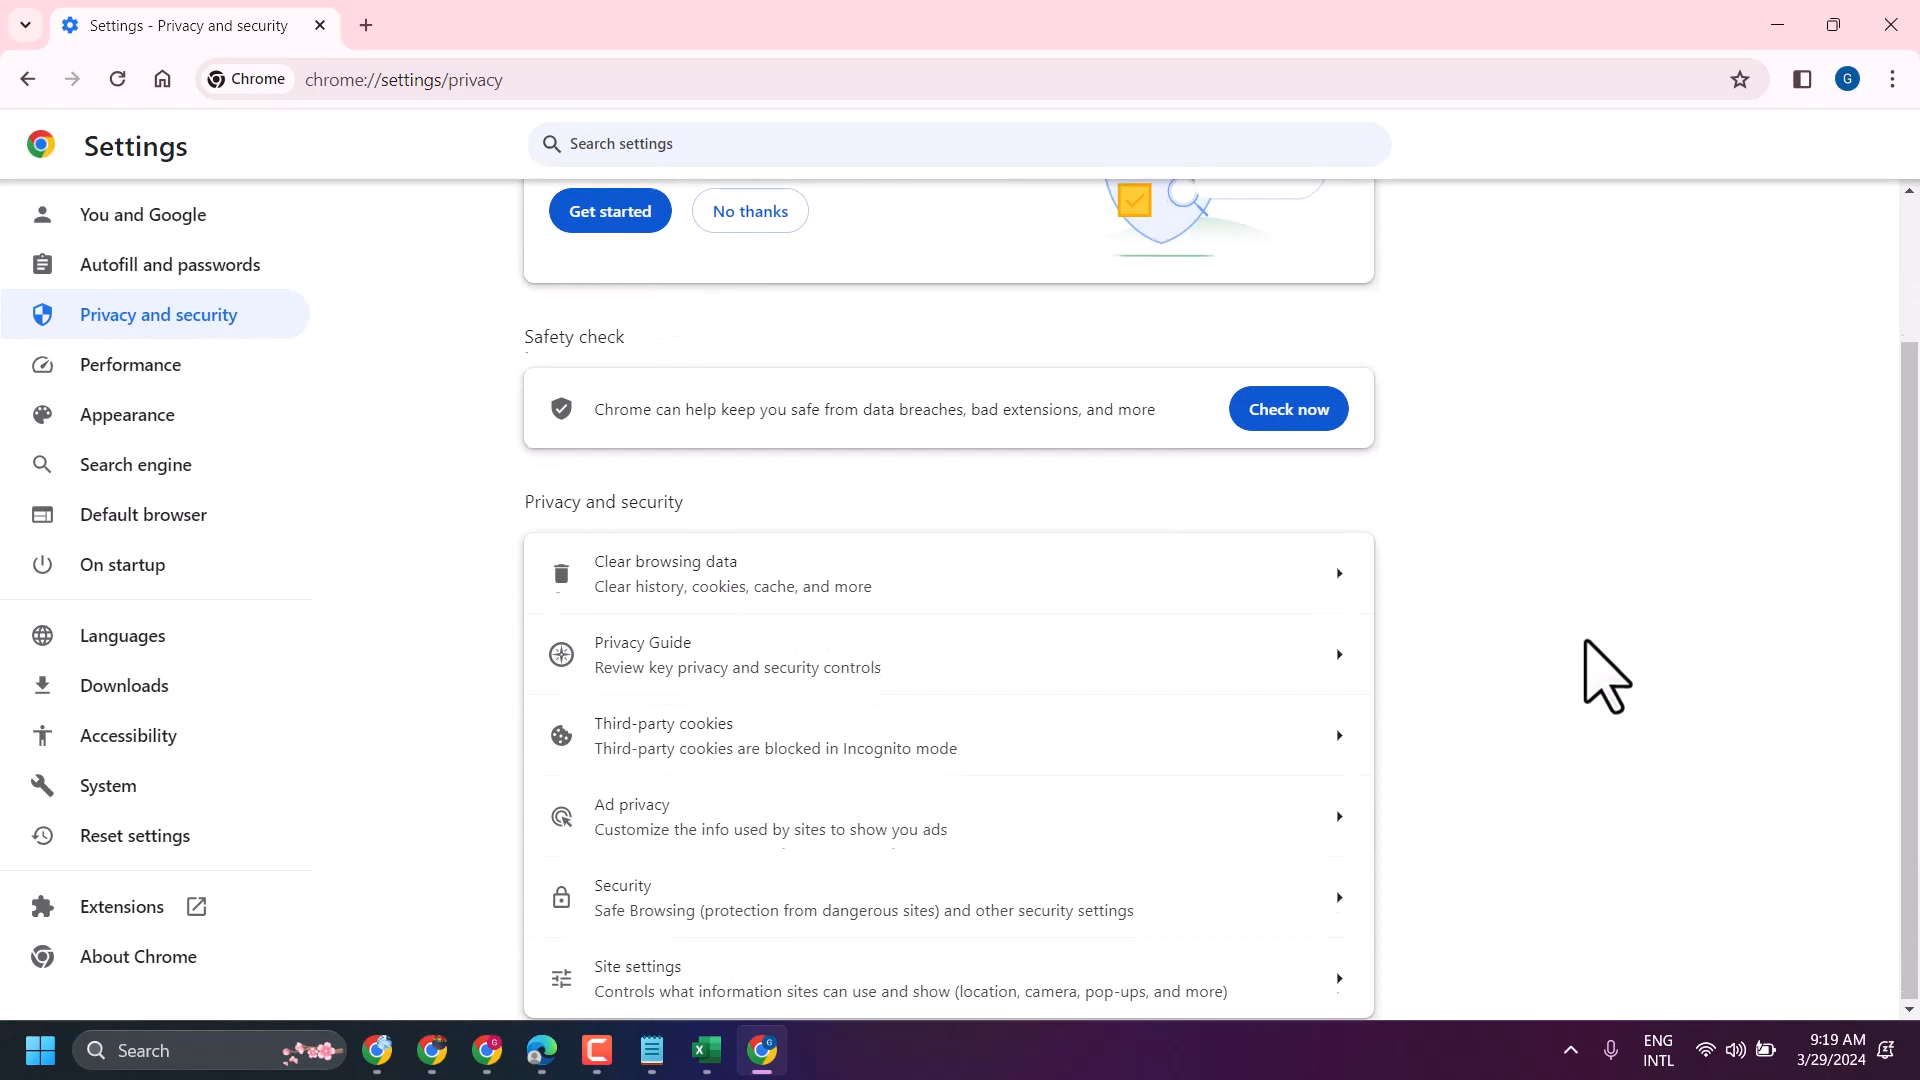 Settings - Privacy and security
Chrome
chrome://settings/privacy
G
Settings
Search settings
You and Google
Autofill and passwords
Privacy and security
Performance
Appearance
Search engine
Default browser
On startup
Languages
Downloads
Accessibility
System
Reset settings
Extensions
About Chrome
Get started
No thanks
Safety check
Chrome can help keep you safe from data breaches, bad extensions, and more
Check now
Privacy and security
Clear browsing data
Clear history, cookies, cache, and more
Privacy Guide
Review key privacy and security controls
Third-party cookies
Third-party cookies are blocked in Incognito mode
Ad privacy
Customize the info used by sites to show you ads
Security
Safe Browsing (protection from dangerous sites) and other security settings
Site settings
Controls what information sites can use and show (location, camera, pop-ups, and more)
Search
G
X
G
ENG
INTL
9:19 AM
3/29/2024